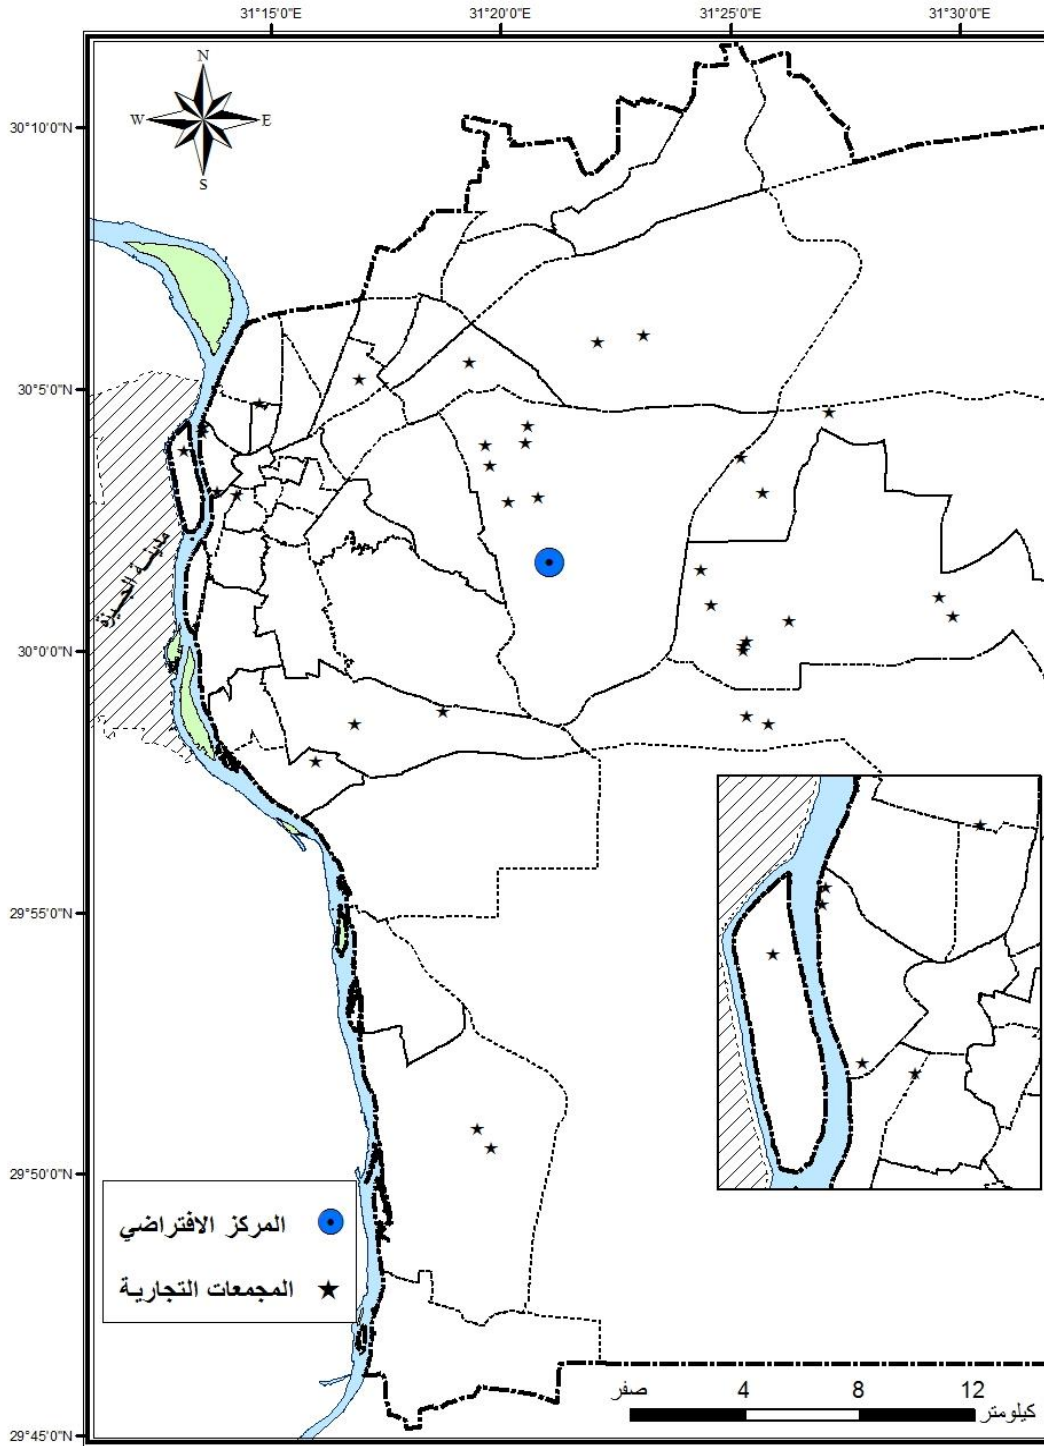 31°15'0"E 31°20'0"E 31°25'0"E 31°30'0"E
N
W E
S
30°10'0"N
30°5'0"N
30°0'0"N
29°55'0"N
29°50'0"N
29°45'0"N
مدينة الجيزة
المركز الافتراضي
المجمعات التجارية
صفر 4 8 12
كيلومتر